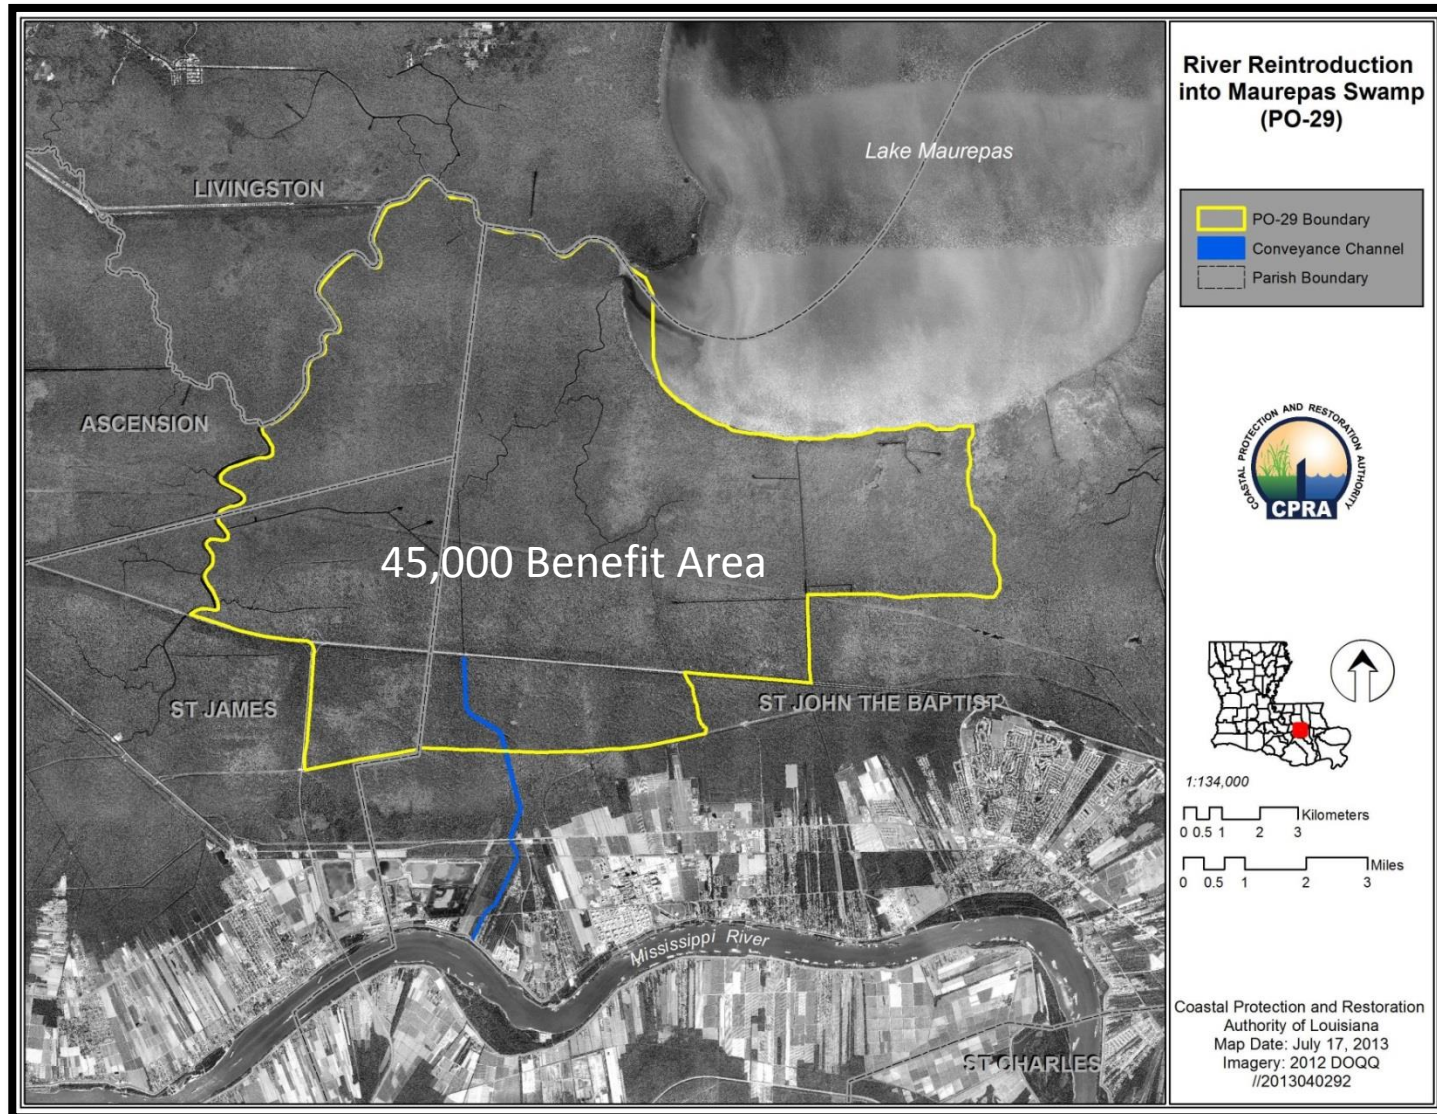 River Reintroduction
into Maurepas Swamp
(PO-29)
PO-29 Boundary
Conveyance Channel
Parish Boundary
Lake Maurepas
LIVINGSTON
ASCENSION
45,000 Benefit Area
ST JAMES
ST JOHN THE BAPTIST
Mississippi River
ST CHARLES
COASTAL PROTECTION AND RESTORATION AUTHORITY
CPRA
1:134,000
Kilometers
0 0.5 1 2 3
Miles
0 0.5 1 2 3
Coastal Protection and Restoration
Authority of Louisiana
Map Date: July 17, 2013
Imagery: 2012 DOQQ
//2013040292